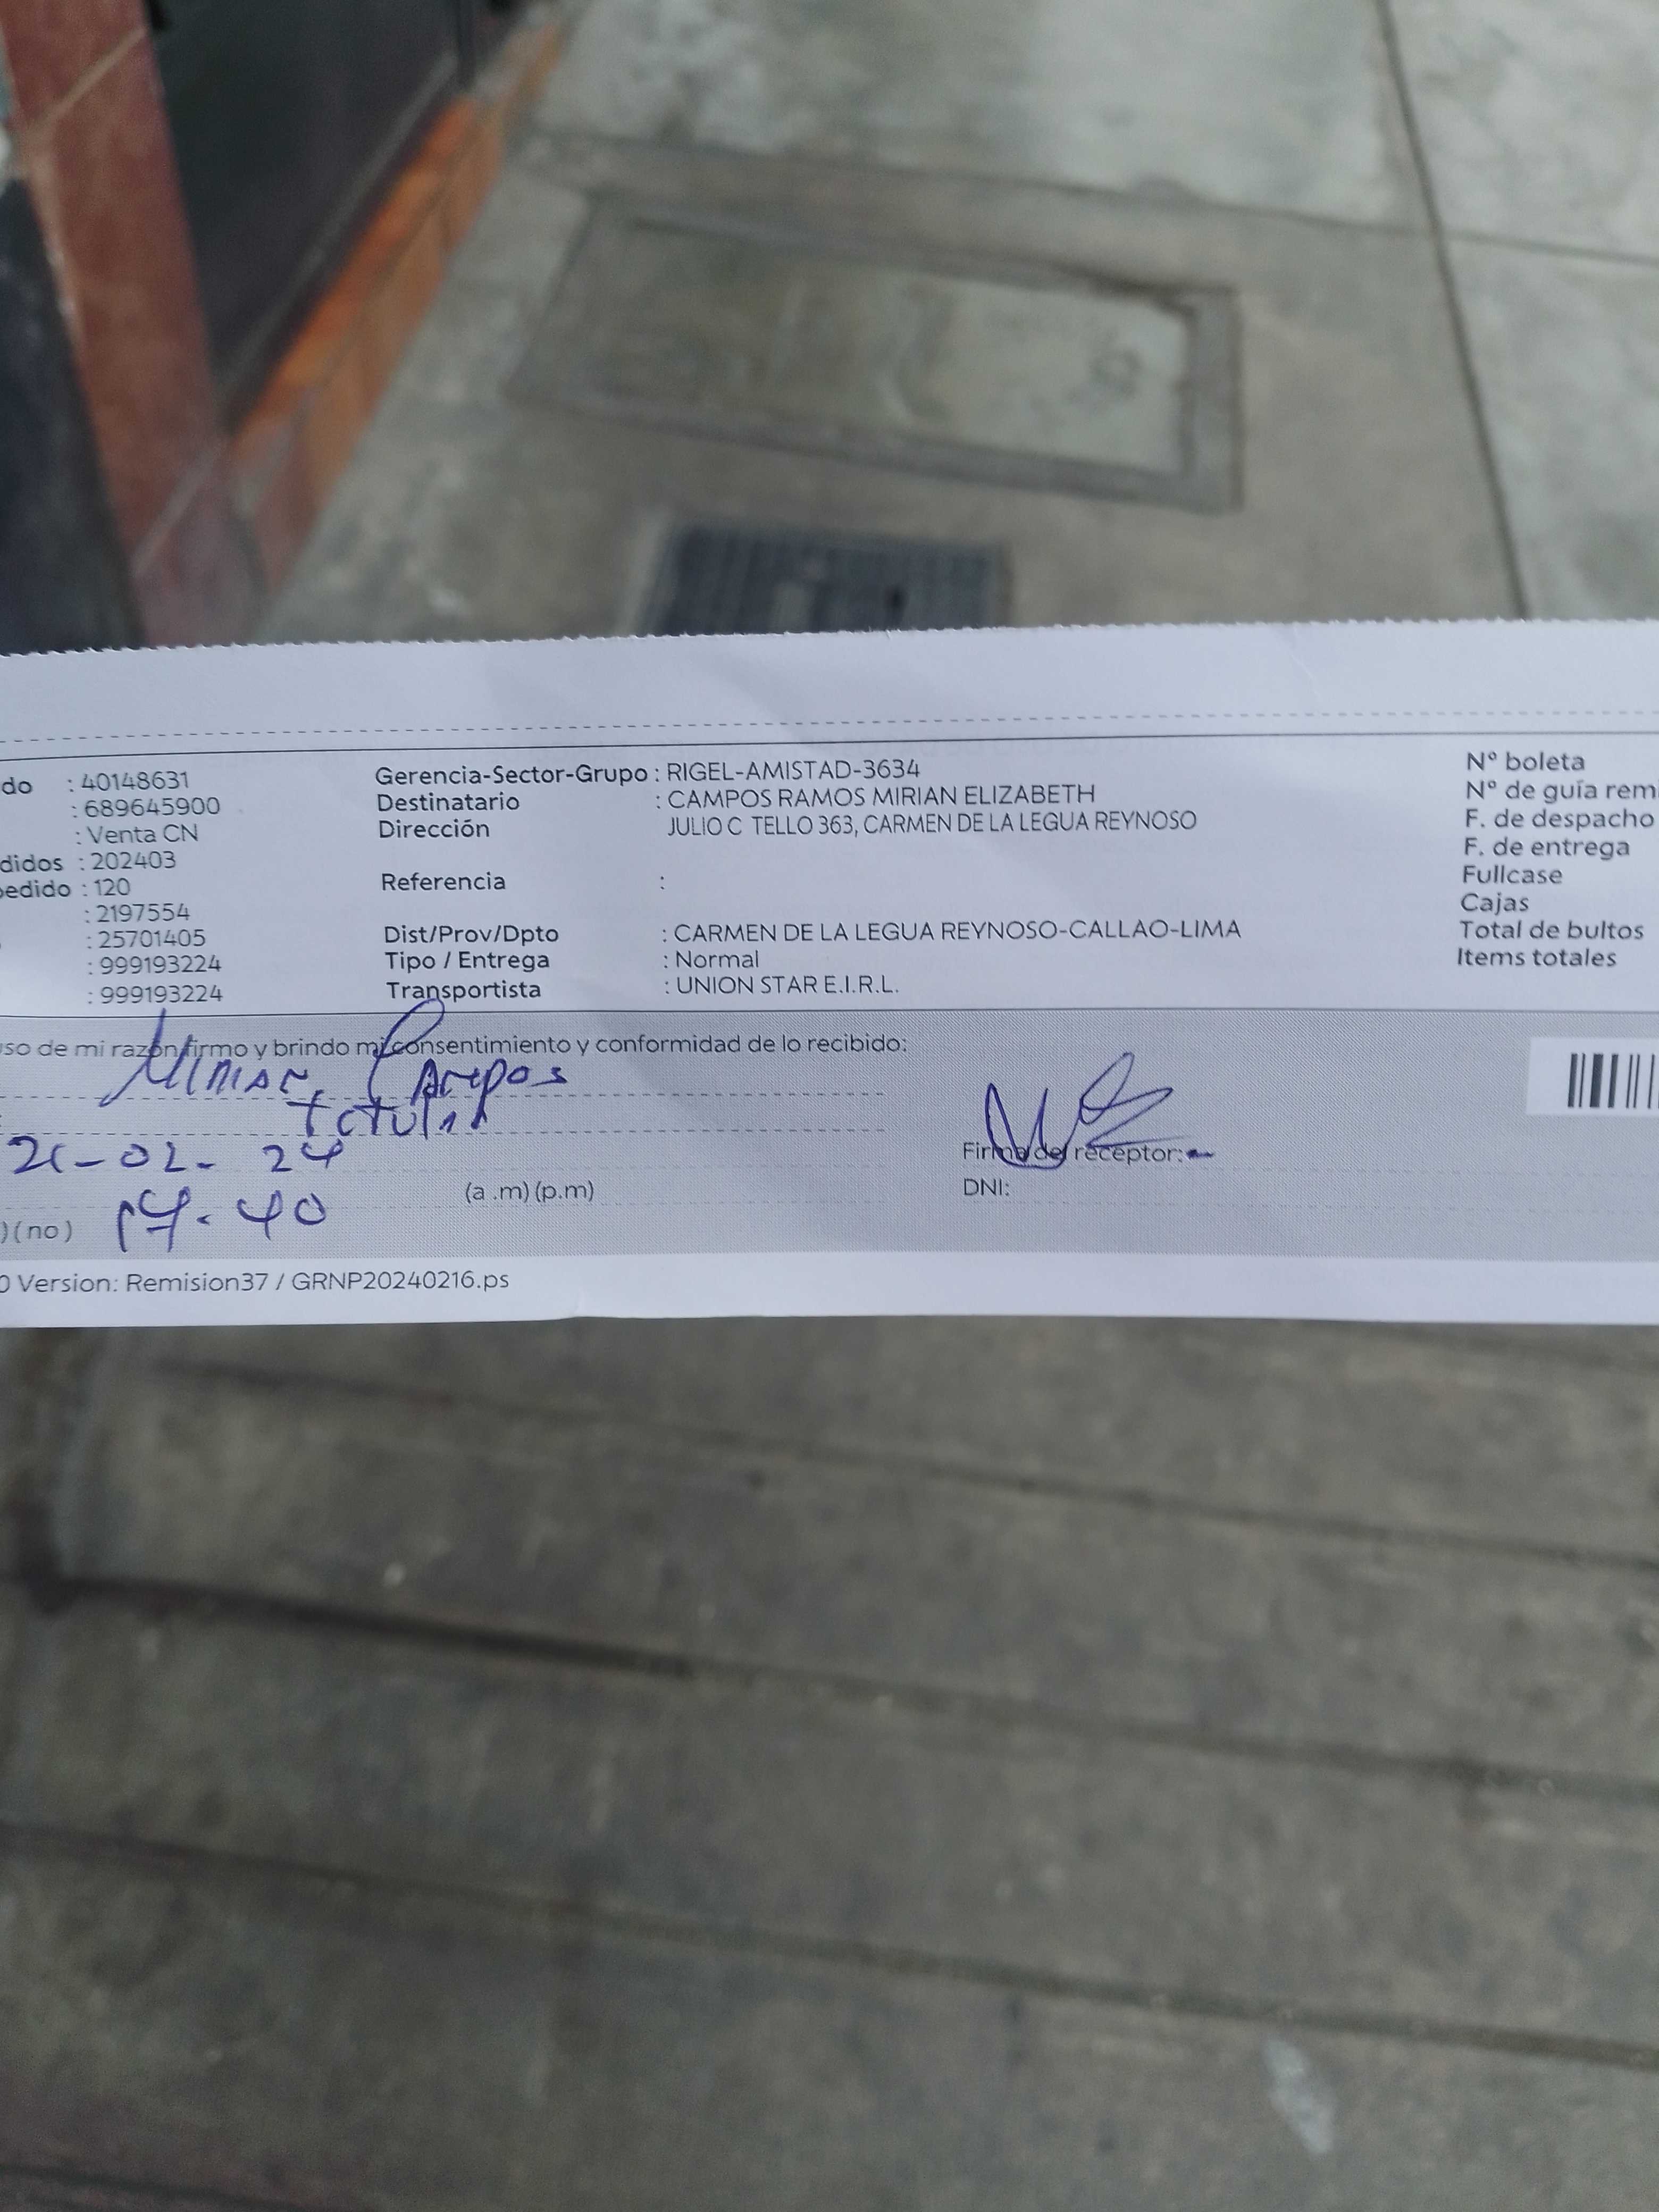 do : 40148631 Gerencia-Sector-Grupo : RIGEL-AMISTAD-3634 N° boleta
: 689645900 Destinatario : CAMPOS RAMOS MIRIAN ELIZABETH N° de guía rem
: Venta CN Dirección JULIO C TELLO 363, CARMEN DE LA LEGUA REYNOSO F. de despacho
didos : 202403 F. de entrega
pedido : 120 Referencia : Fullcase
: 2197554 Cajas
: 25701405 Dist/Prov/Dpto : CARMEN DE LA LEGUA REYNOSO-CALLAO-LIMA Total de bultos
: 999193224 Tipo / Entrega : Normal Items totales
: 999193224 Transportista : UNION STAR E.I.R.L.
uso de mi razón firmo y brindo mi consentimiento y conformidad de lo recibido:
Mirian Campos
Titular
02-24
Firma del receptor:
(a .m) (p.m) DNI:
) (no) 40
0 Version: Remision37 / GRNP20240216.ps